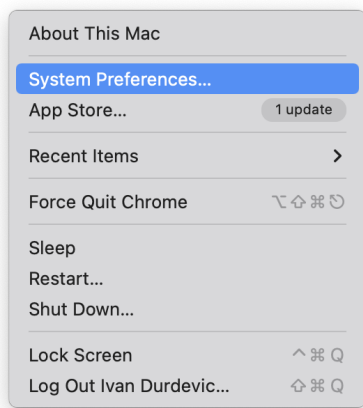 About This Mac
System Preferences...
App Store... 1 update
Recent Items
Force Quit Chrome ⌥⇧⌘⎋
Sleep
Restart...
Shut Down...
Lock Screen ^⌘Q
Log Out Ivan Durdevic... ⇧⌘Q